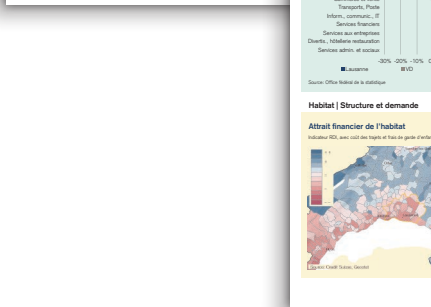 Transports, Poste
Inform., communic., IT
Services financiers
Services aux entreprises
Divertis., hôtellerie restauration
Services admin. et sociaux
-30% -20% -10% 0
Lausanne VD
Source: Office fédéral de la statistique
Habitat | Structure et demande
Attrait financier de l'habitat
Indicateur RDI, avec coût des trajets et frais de garde d'enfan
Source: Credit Suisse, Geostat